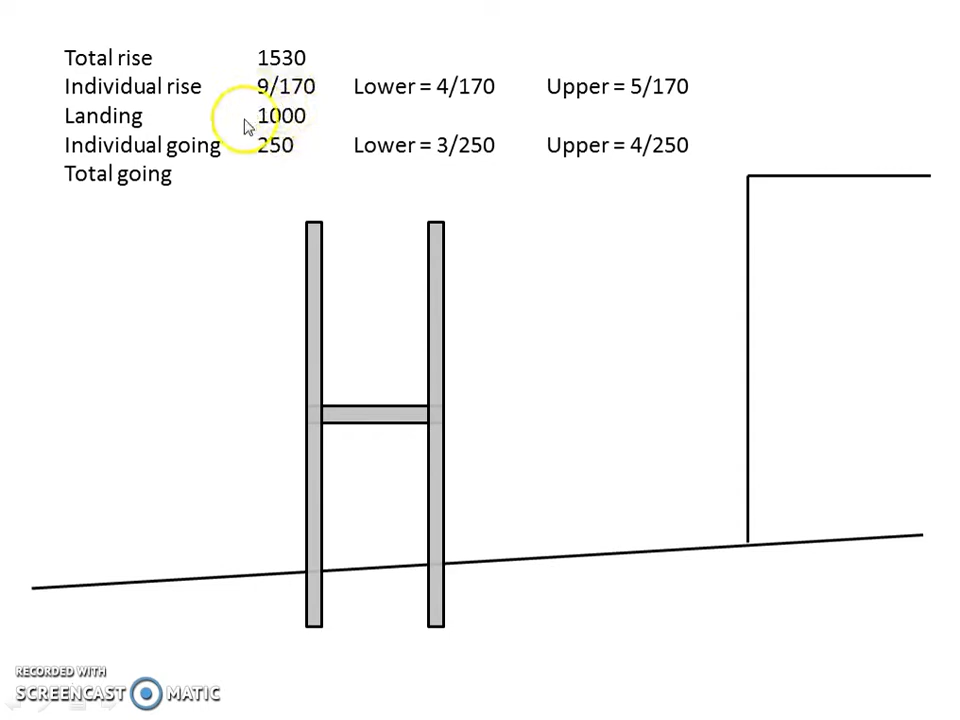 Total rise 1530
Individual rise 9/170 Lower = 4/170 Upper = 5/170
Landing 1000
Individual going 250 Lower = 3/250 Upper = 4/250
Total going
RECORDED WITH
SCREENCAST MATIC